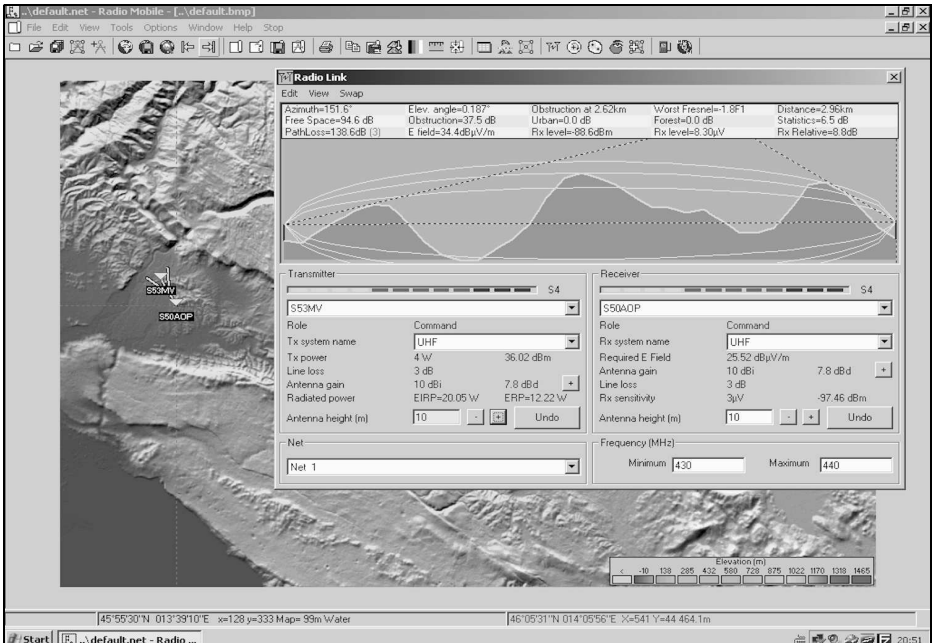 ..\default.net - Radio Mobile - [..\default.bmp]
File Edit View Tools Options Window Help Stop
Radio Link
Edit View Swap
Azimuth=151.6° Elev. angle=0.187° Obstruction at 2.62km Worst Fresnel=-1.8F1 Distance=2.96km
Free Space=94.6 dB Obstruction=37.5 dB Urban=0.0 dB Forest=0.0 dB Statistics=6.5 dB
PathLoss=138.6dB (3) E field=34.4dBµV/m Rx level=-88.6dBm Rx level=8.30µV Rx Relative=8.8dB
Transmitter
S4
S53MV
Role Command
Tx system name UHF
Tx power 4 W 36.02 dBm
Line loss 3 dB
Antenna gain 10 dBi 7.8 dBd +
Radiated power EIRP=20.05 W ERP=12.22 W
Antenna height (m) 10 - + Undo
Net
Net 1
Receiver
S4
S50AOP
Role Command
Rx system name UHF
Required E Field 25.52 dBµV/m
Antenna gain 10 dBi 7.8 dBd +
Line loss 3 dB
Rx sensitivity 3µV -97.46 dBm
Antenna height (m) 10 - + Undo
Frequency (MHz)
Minimum 430 Maximum 440
S53MV
S50AOP
Elevation (m)
< -10 138 285 432 580 728 875 1022 1170 1318 1465
45°55'30"N 013°39'10"E x=128 y=333 Map= 99m Water 46°05'31"N 014°05'56"E X=541 Y=44 464.1m
Start ..\default.net - Radio ... 20:51